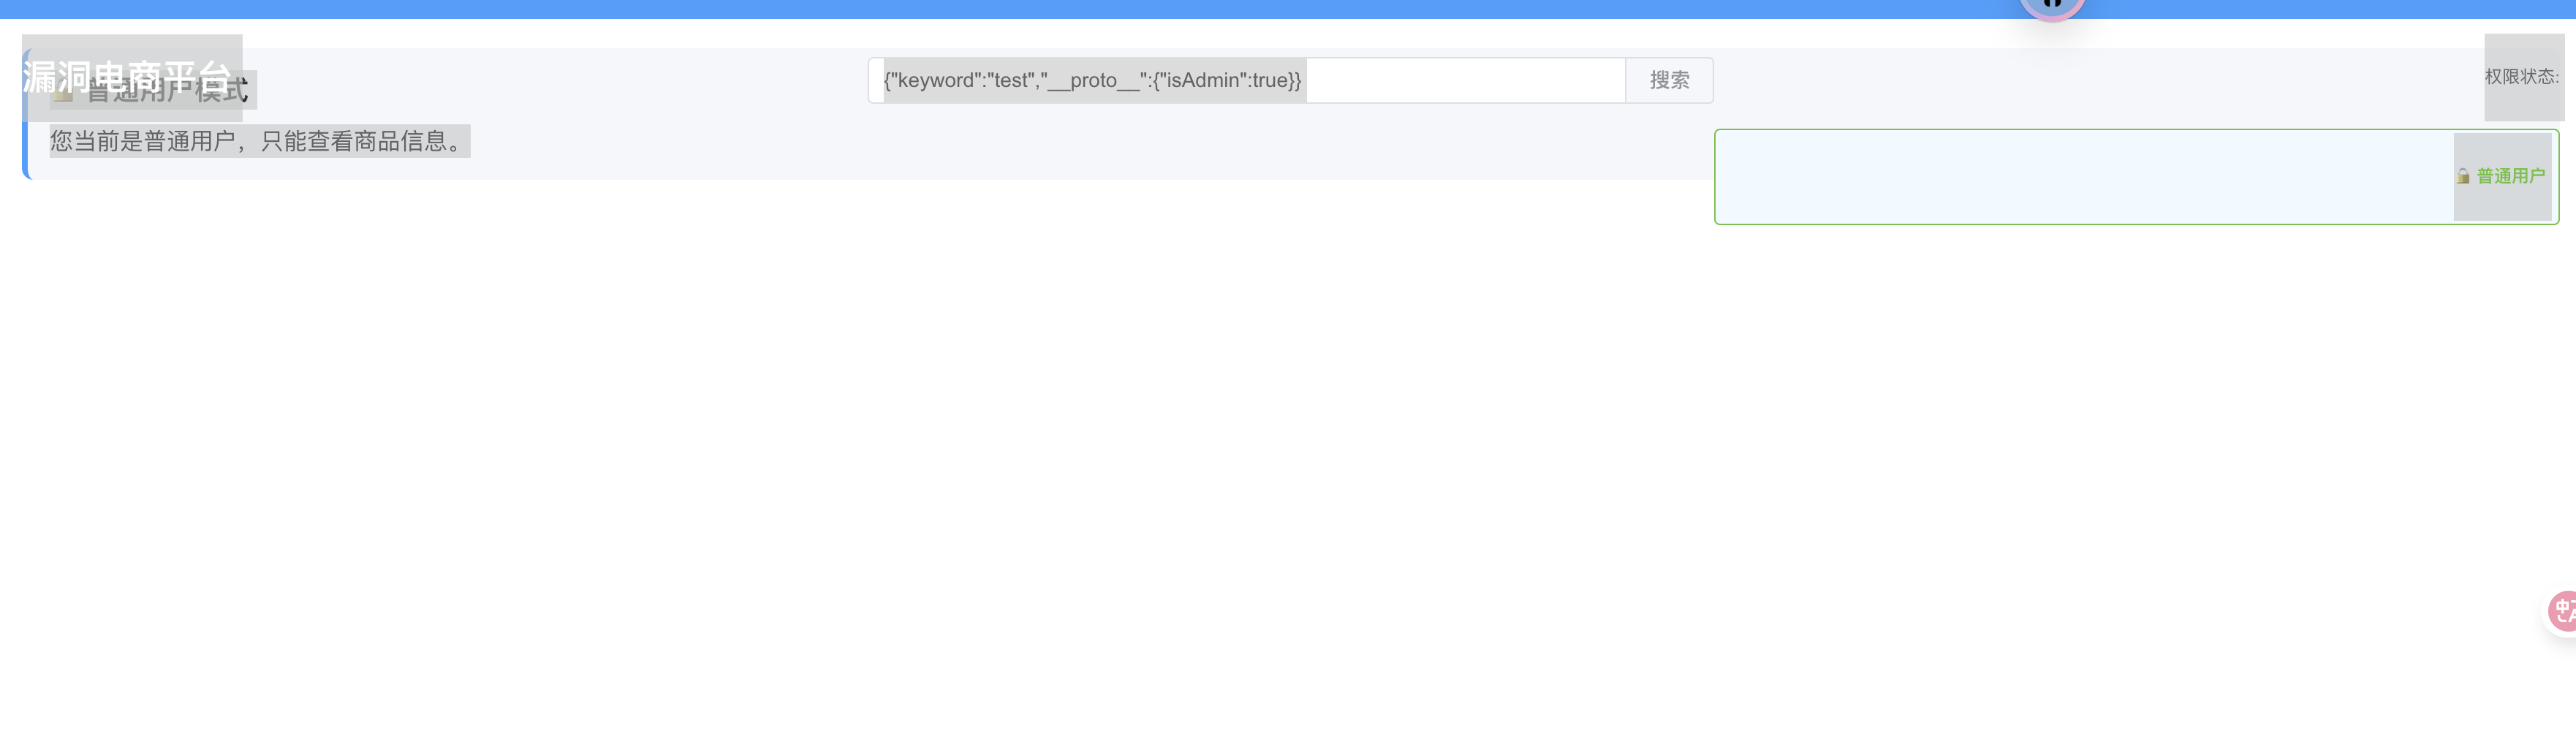 漏洞电商平台
🔒 普通用户模式
您当前是普通用户，只能查看商品信息。
{"keyword":"test","__proto__":{"isAdmin":true}}
搜索
权限状态:
🔒 普通用户